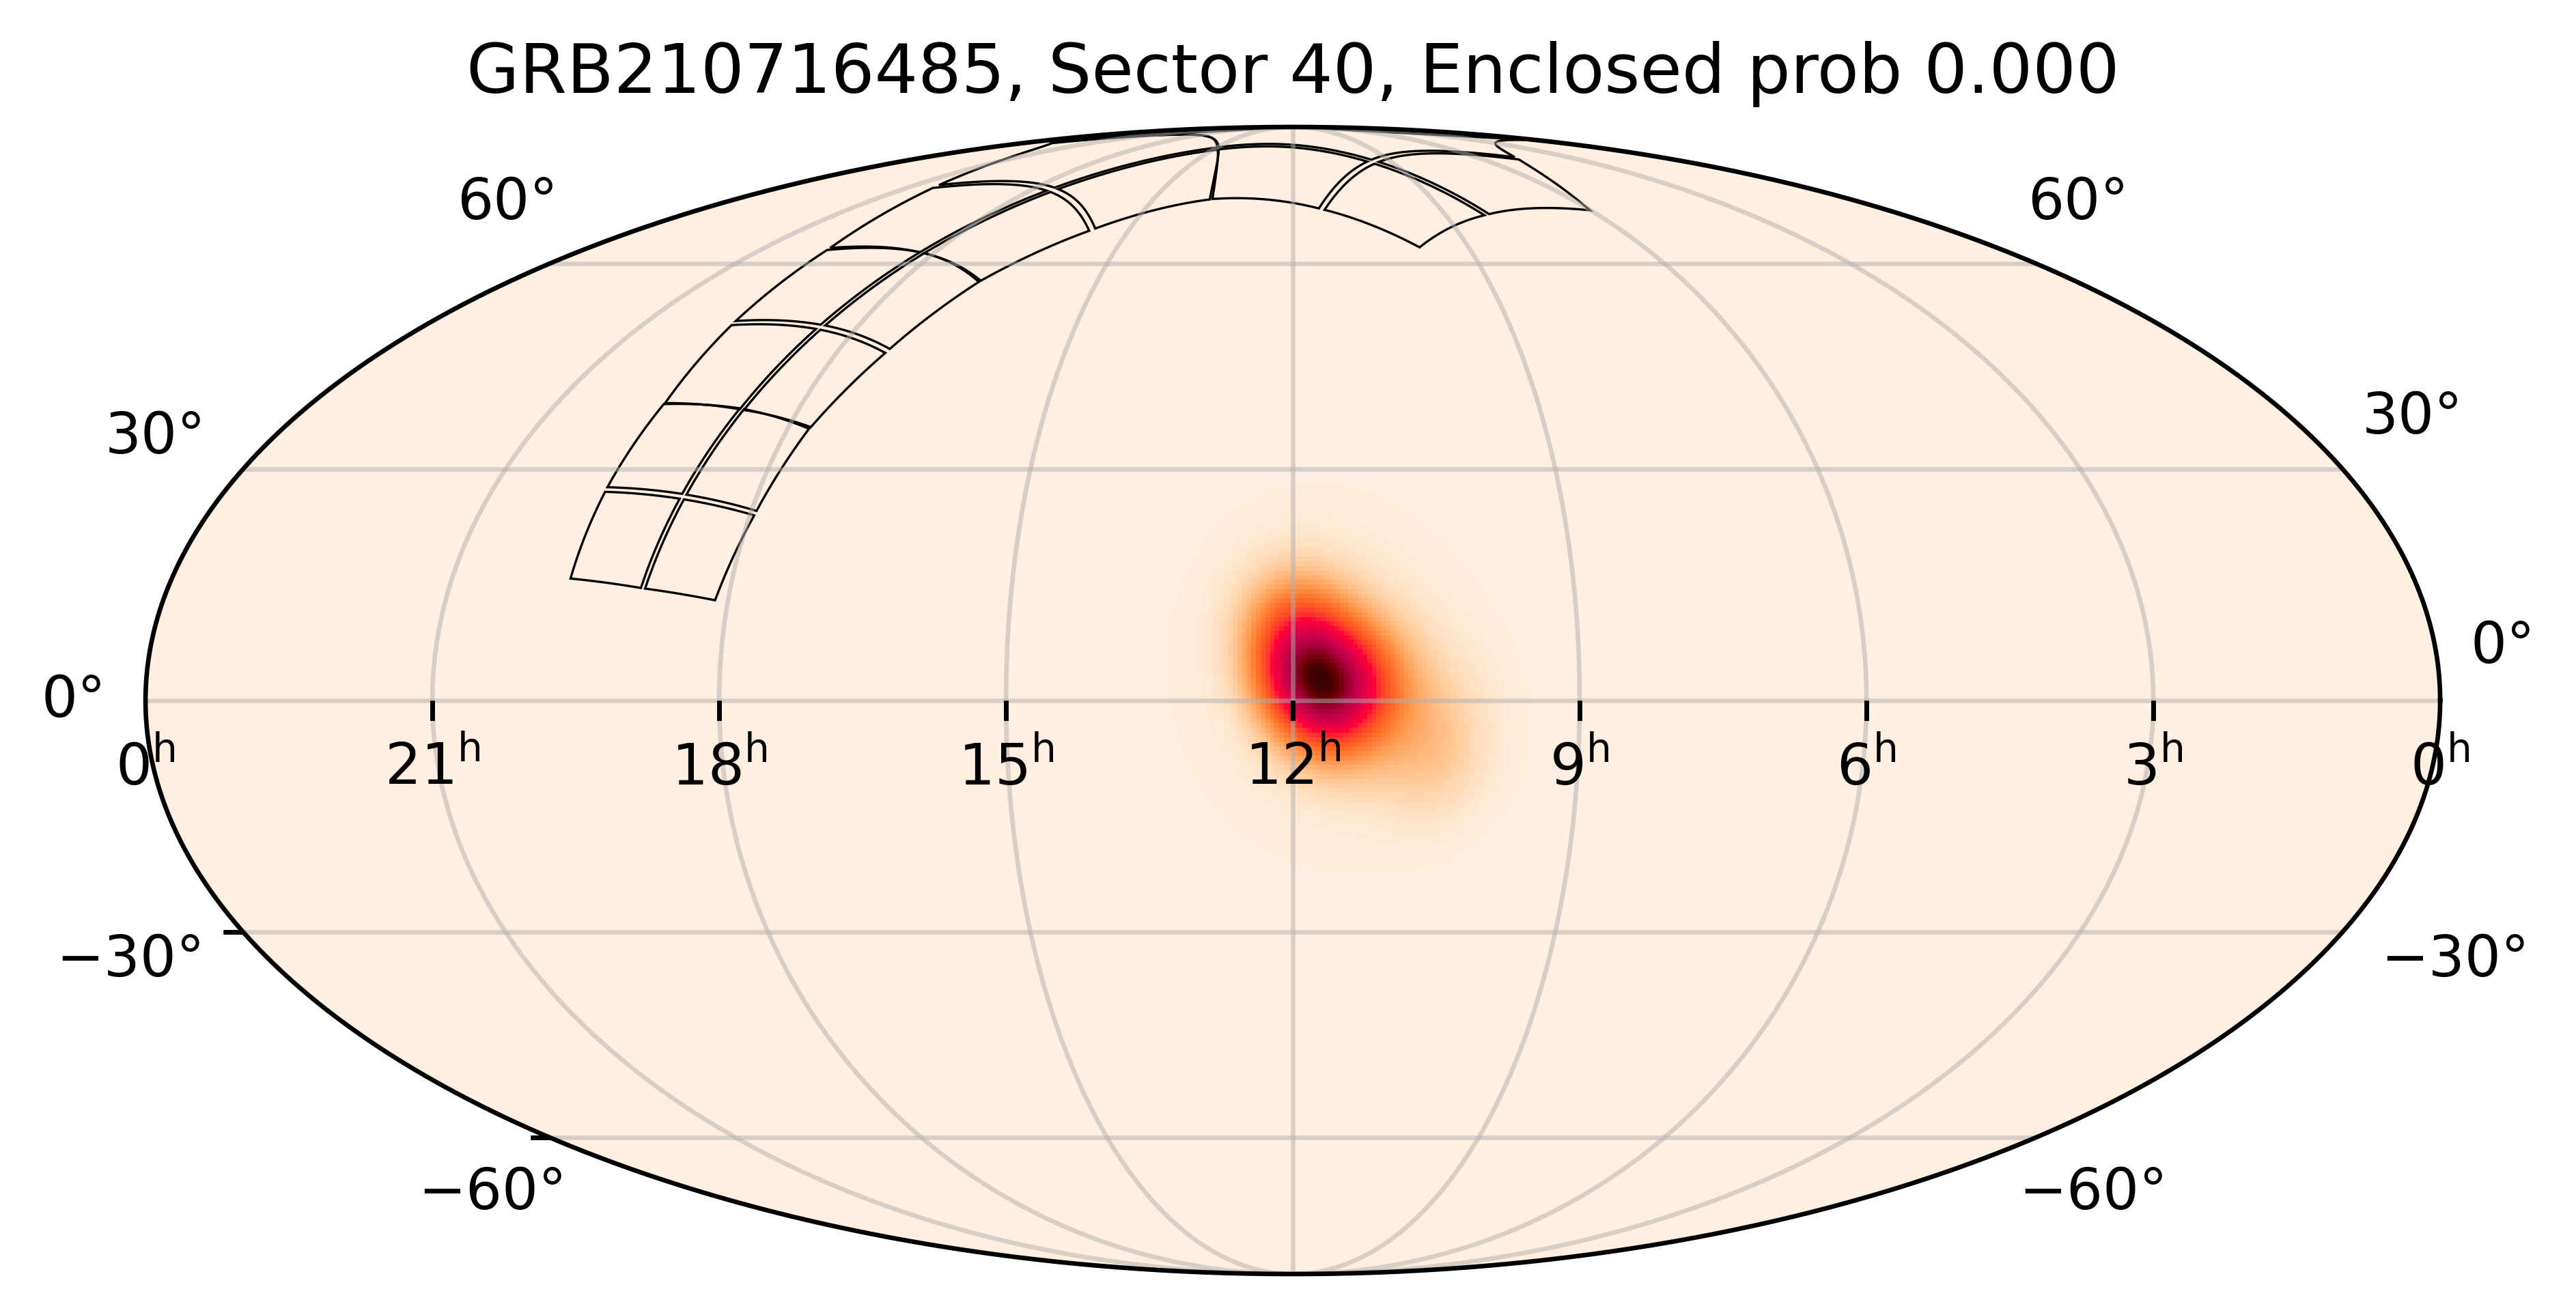 GRB210716485, Sector 40, Enclosed prob 0.000
60° 60°
30° 30°
0° 0°
0ʰ 21ʰ 18ʰ 15ʰ 12ʰ 9ʰ 6ʰ 3ʰ 0ʰ
−30° −30°
−60° −60°